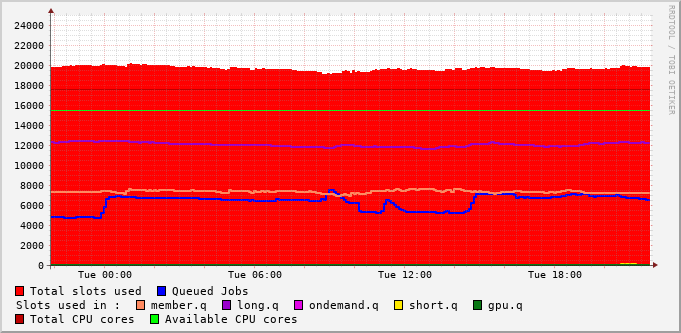 RRDTOOL / TOBI OETIKER
24000
22000
20000
18000
16000
14000
12000
10000
8000
6000
4000
2000
0
Tue 00:00 Tue 06:00 Tue 12:00 Tue 18:00
Total slots used Queued Jobs
Slots used in : member.q long.q ondemand.q short.q gpu.q
Total CPU cores Available CPU cores